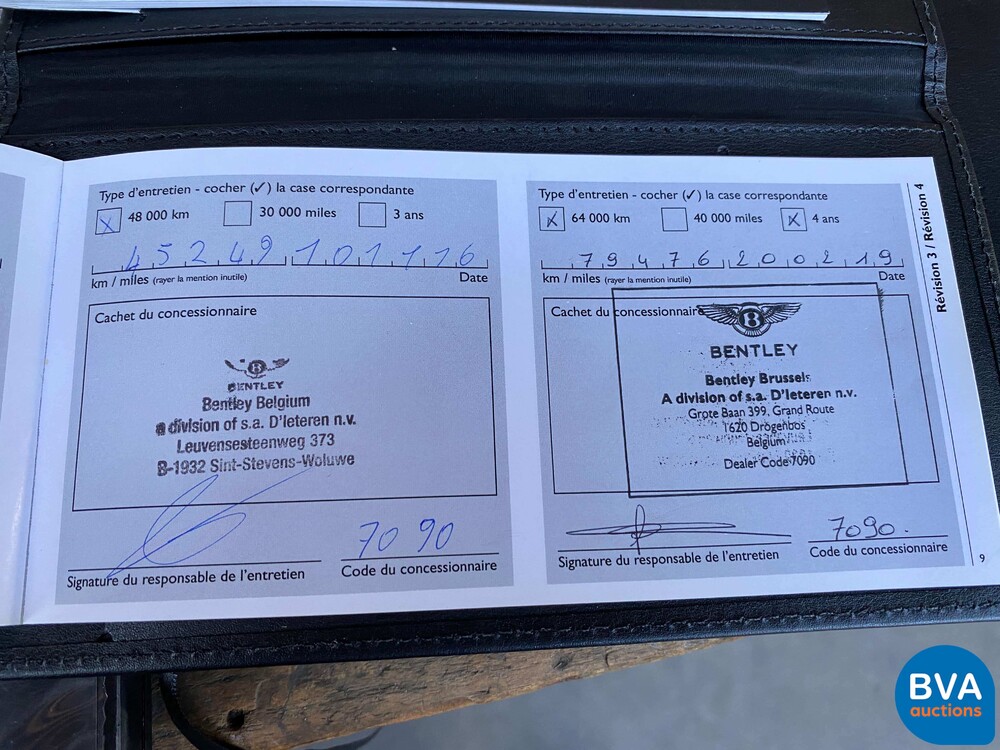 Type d'entretien - cocher (✓) la case correspondante
48 000 km 30 000 miles 3 ans
45249 101116
km / miles (rayer la mention inutile) Date
Cachet du concessionnaire
BENTLEY
Bentley Belgium
a division of s.a. D'Ieteren n.v.
Leuvensesteenweg 373
B-1932 Sint-Stevens-Woluwe
7090
Signature du responsable de l'entretien Code du concessionnaire
Type d'entretien - cocher (✓) la case correspondante
64 000 km 40 000 miles 4 ans
79476 200219
km / miles (rayer la mention inutile) Date
Cachet du concessionnaire
B
BENTLEY
Bentley Brussels
A division of s.a. D'Ieteren n.v.
Grote Baan 399, Grand Route
1620 Drogenbos
Belgium
Dealer Code 7090
7090.
Signature du responsable de l'entretien Code du concessionnaire
Révision 3 / Révision 4
9
BVA
auctions